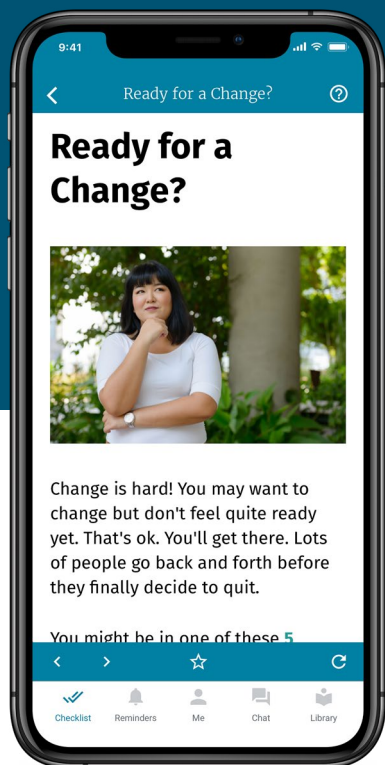 9:41
Ready for a Change?
Ready for a
Change?
Change is hard! You may want to
change but don't feel quite ready
yet. That's ok. You'll get there. Lots
of people go back and forth before
they finally decide to quit.
You might be in one of these 5
Checklist Reminders Me Chat Library